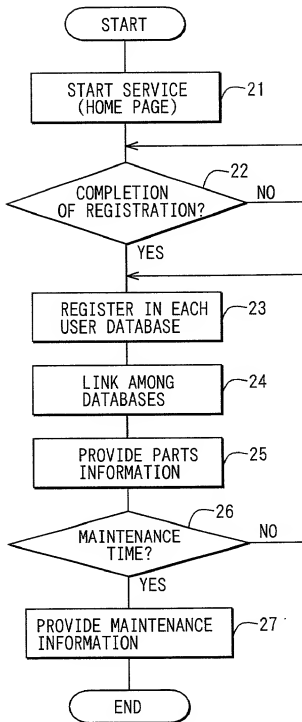 START
START SERVICE
(HOME PAGE)
21
22
COMPLETION
OF REGISTRATION?
NO
YES
REGISTER IN EACH
USER DATABASE
23
LINK AMONG
DATABASES
24
PROVIDE PARTS
INFORMATION
25
26
MAINTENANCE
TIME?
NO
YES
PROVIDE MAINTENANCE
INFORMATION
27
END